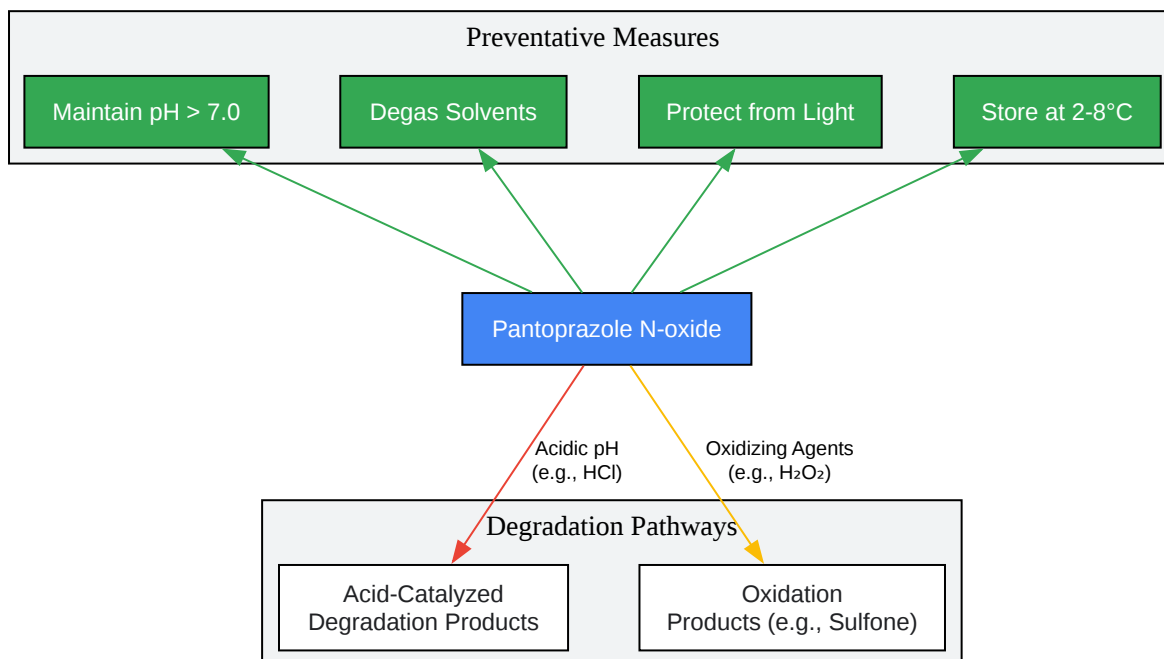 Preventative Measures
Maintain pH > 7.0
Degas Solvents
Protect from Light
Store at 2-8°C
Pantoprazole N-oxide
Acidic pH
(e.g., HCl)
Oxidizing Agents
(e.g., H₂O₂)
Degradation Pathways
Acid-Catalyzed
Degradation Products
Oxidation
Products (e.g., Sulfone)